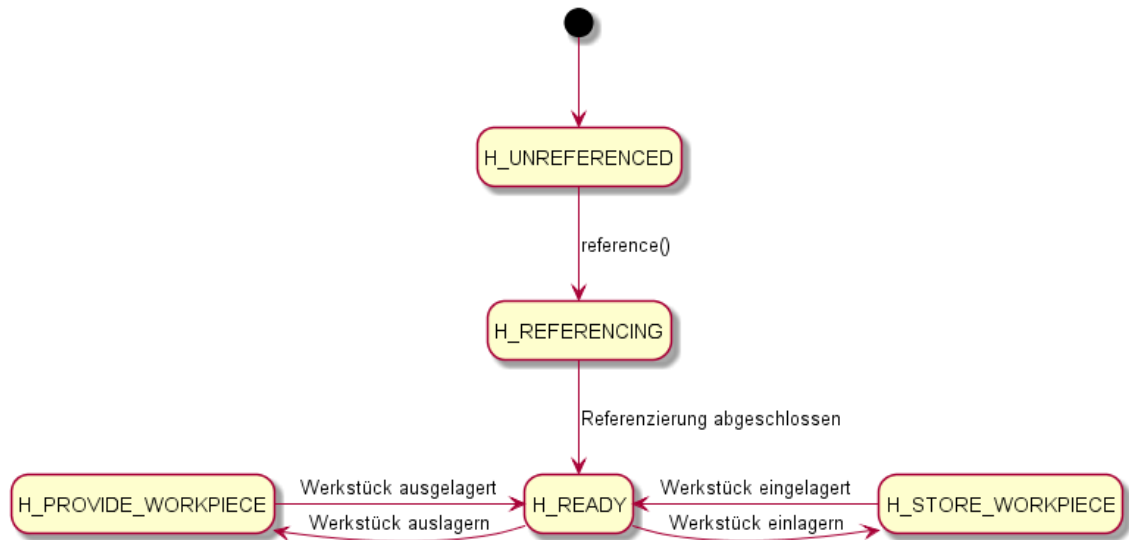 H_UNREFERENCED
reference()
H_REFERENCING
Referenzierung abgeschlossen
H_PROVIDE_WORKPIECE
Werkstück ausgelagert
Werkstück auslagern
H_READY
Werkstück eingelagert
Werkstück einlagern
H_STORE_WORKPIECE